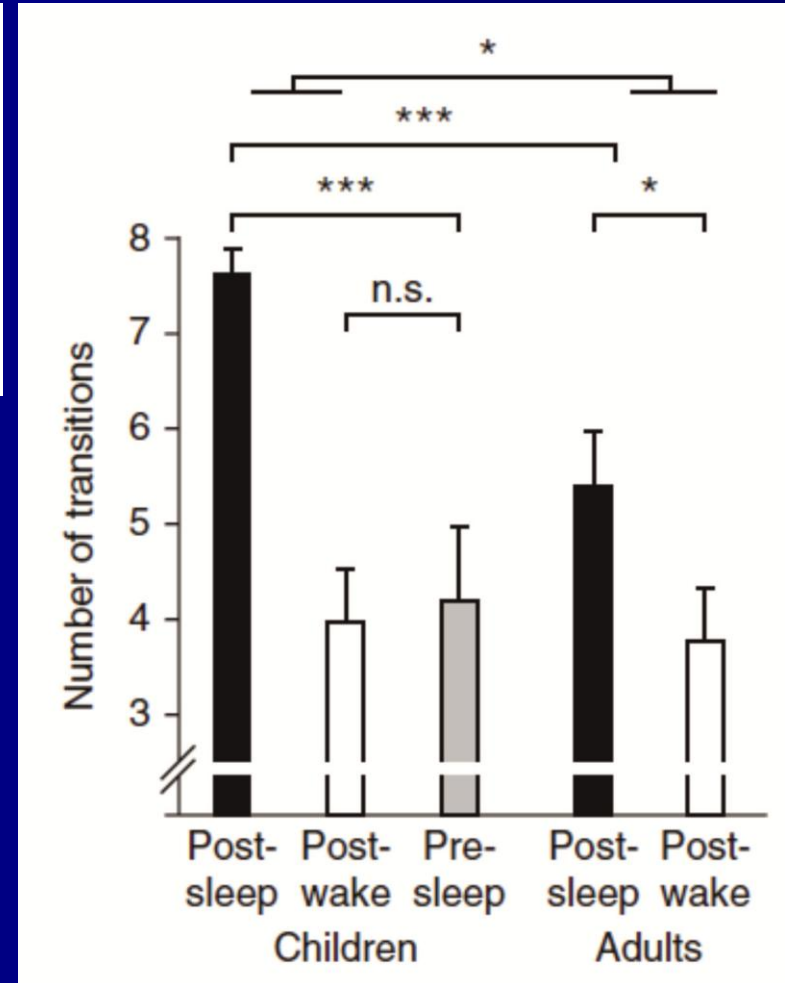 *
***
*** *
n.s.
8
7
6
5
4
3
Number of transitions
Post- Post- Pre- Post- Post-
sleep wake sleep sleep wake
Children Adults